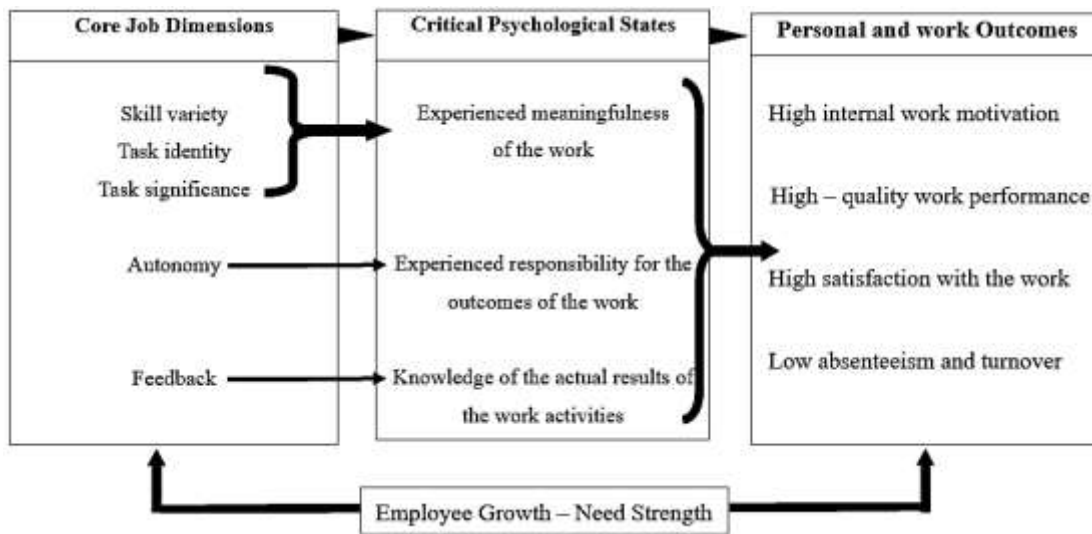 Core Job Dimensions
Skill variety
Task identity
Task significance
Autonomy
Feedback
Critical Psychological States
Experienced meaningfulness
of the work
Experienced responsibility for the
outcomes of the work
Knowledge of the actual results of
the work activities
Personal and work Outcomes
High internal work motivation
High – quality work performance
High satisfaction with the work
Low absenteeism and turnover
Employee Growth – Need Strength